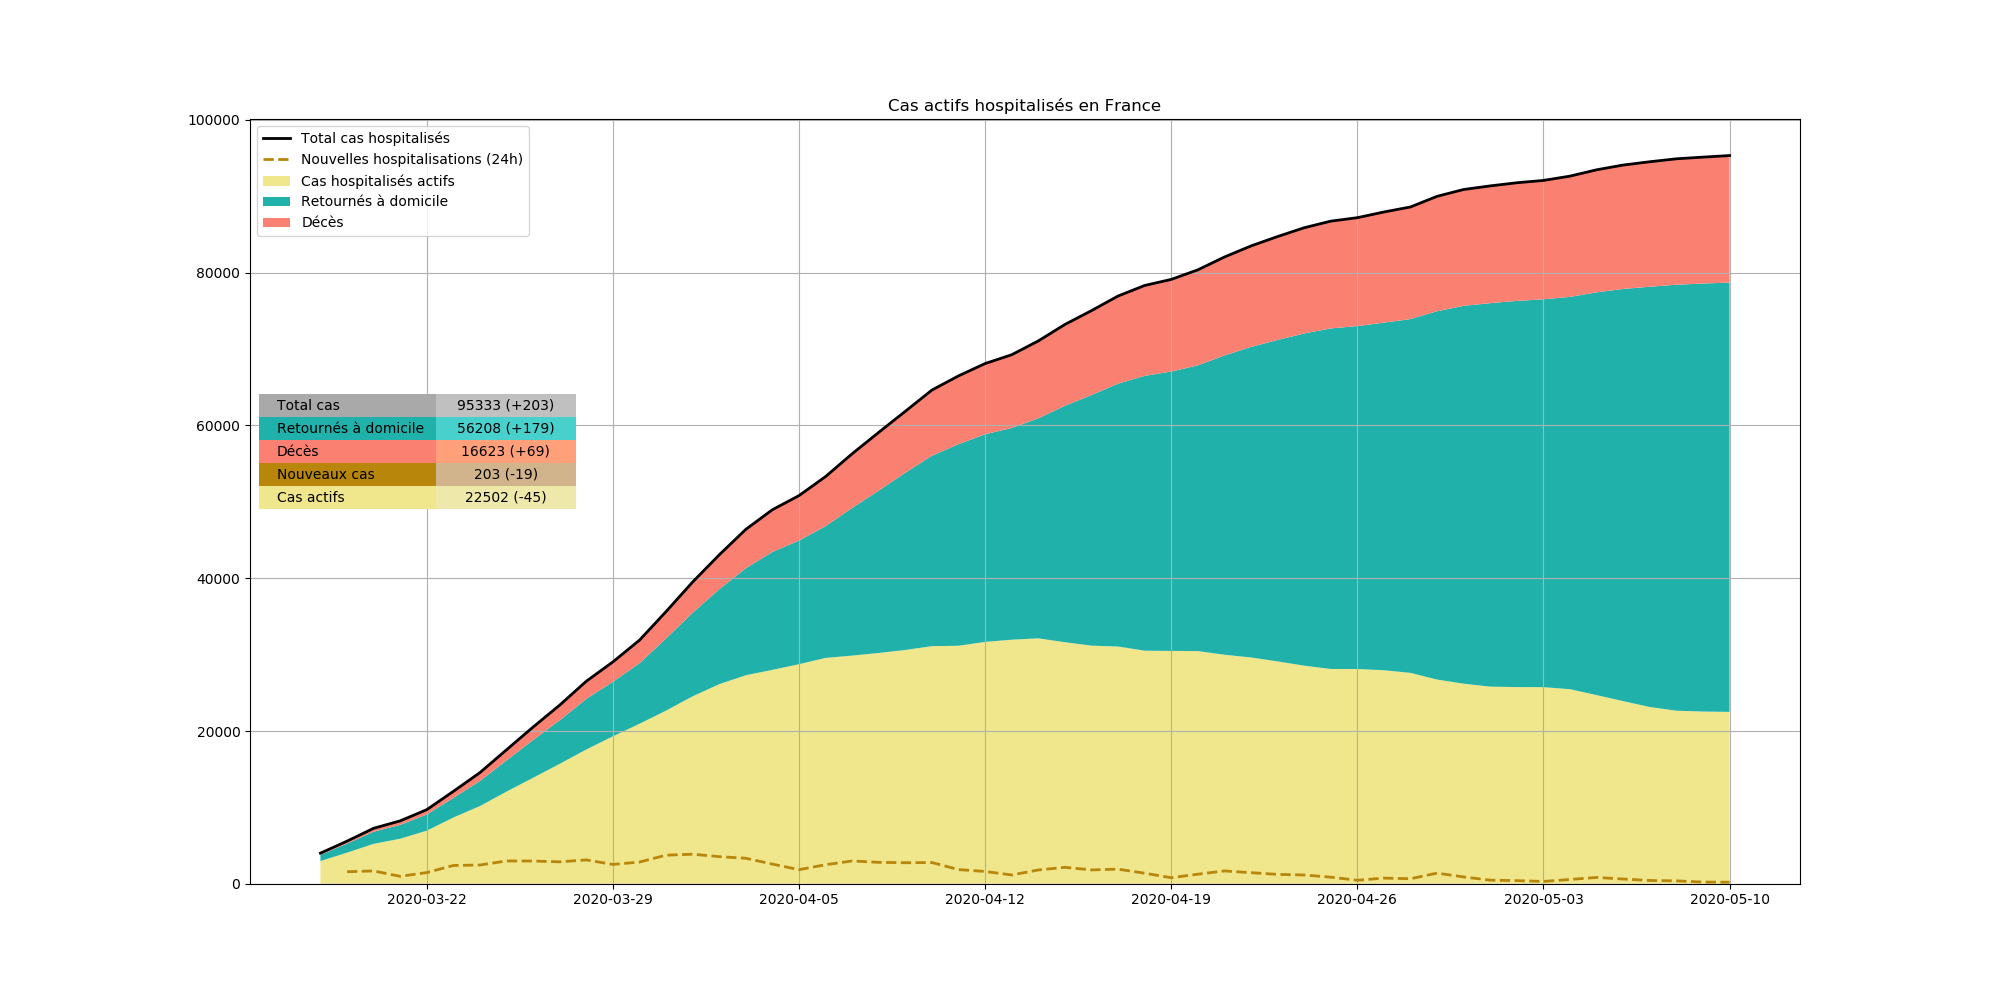 Cas actifs hospitalisés en France
100000
80000
60000
40000
20000
0
Total cas hospitalisés
Nouvelles hospitalisations (24h)
Cas hospitalisés actifs
Retournés à domicile
Décès
Total cas 95333 (+203)
Retournés à domicile 56208 (+179)
Décès 16623 (+69)
Nouveaux cas 203 (-19)
Cas actifs 22502 (-45)
2020-03-22 2020-03-29 2020-04-05 2020-04-12 2020-04-19 2020-04-26 2020-05-03 2020-05-10